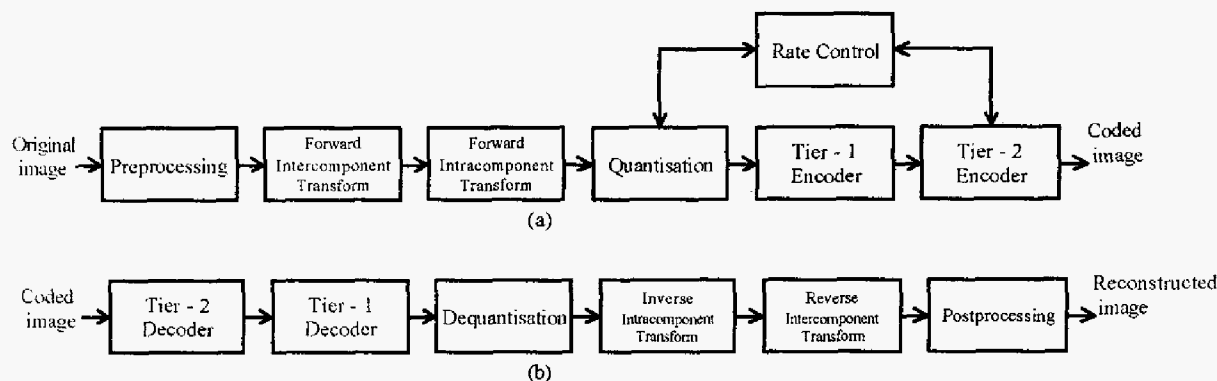 Rate Control
Original
image
Preprocessing
Forward
Intercomponent
Transform
Forward
Intracomponent
Transform
Quantisation
Tier - 1
Encoder
Tier - 2
Encoder
Coded
image
(a)
Coded
image
Tier - 2
Decoder
Tier - 1
Decoder
Dequantisation
Inverse
Intracomponent
Transform
Reverse
Intercomponent
Transform
Postprocessing
Reconstructed
image
(b)